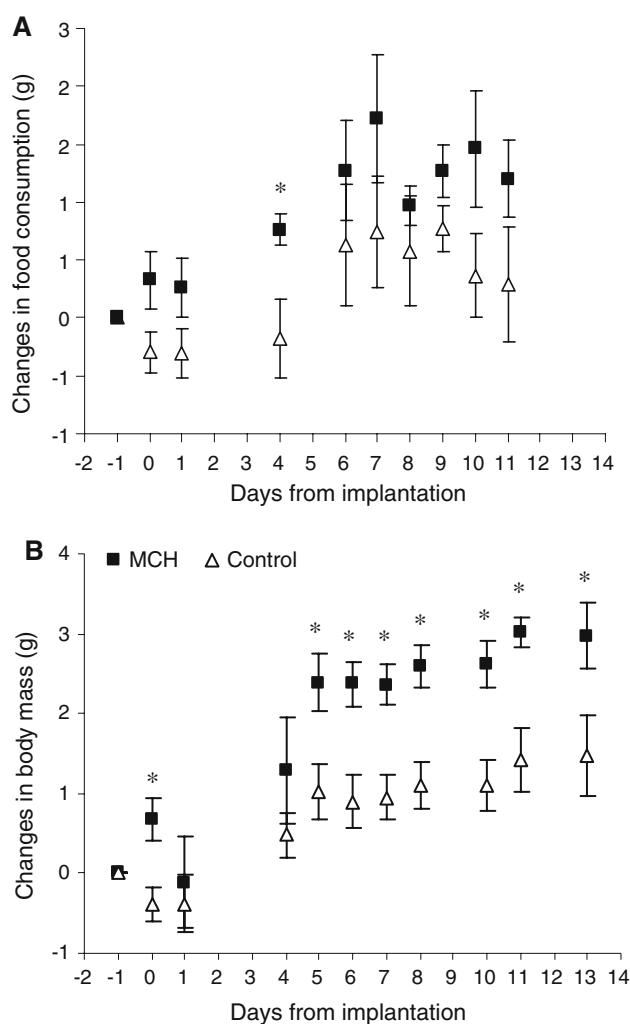 A
Changes in food consumption (g)
3
2
2
1
1
0
-1
-1
*
-2 -1 0 1 2 3 4 5 6 7 8 9 10 11 12 13 14
Days from implantation
B
MCH Control
Changes in body mass (g)
4
3
2
1
0
-1
* * * * * * * *
-2 -1 0 1 2 3 4 5 6 7 8 9 10 11 12 13 14
Days from implantation